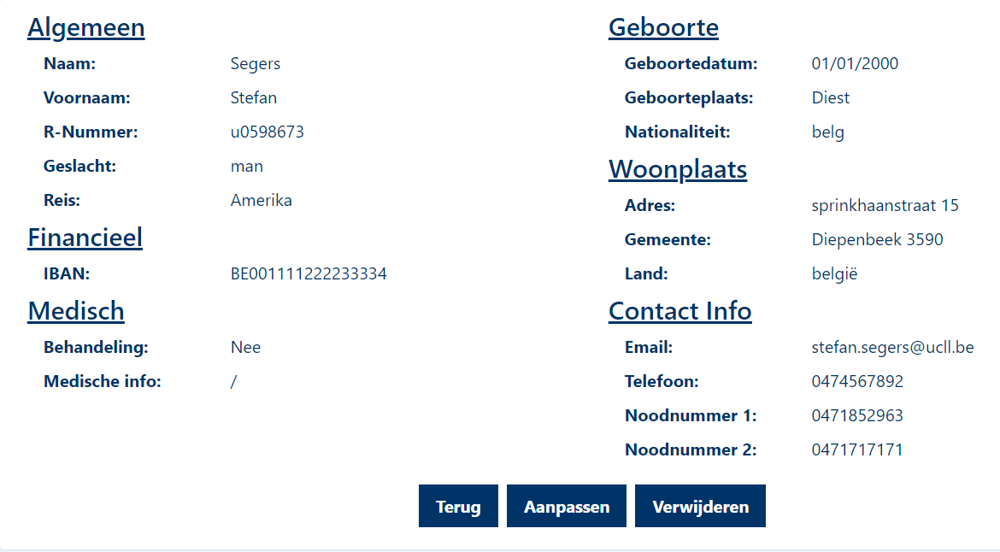 Algemeen
Naam: Segers
Voornaam: Stefan
R-Nummer: u0598673
Geslacht: man
Reis: Amerika
Financieel
IBAN: BE001111222233334
Medisch
Behandeling: Nee
Medische info: /
Geboorte
Geboortedatum: 01/01/2000
Geboorteplaats: Diest
Nationaliteit: belg
Woonplaats
Adres: sprinkhaanstraat 15
Gemeente: Diepenbeek 3590
Land: belgië
Contact Info
Email: stefan.segers@ucll.be
Telefoon: 0474567892
Noodnummer 1: 0471852963
Noodnummer 2: 0471717171
Terug Aanpassen Verwijderen